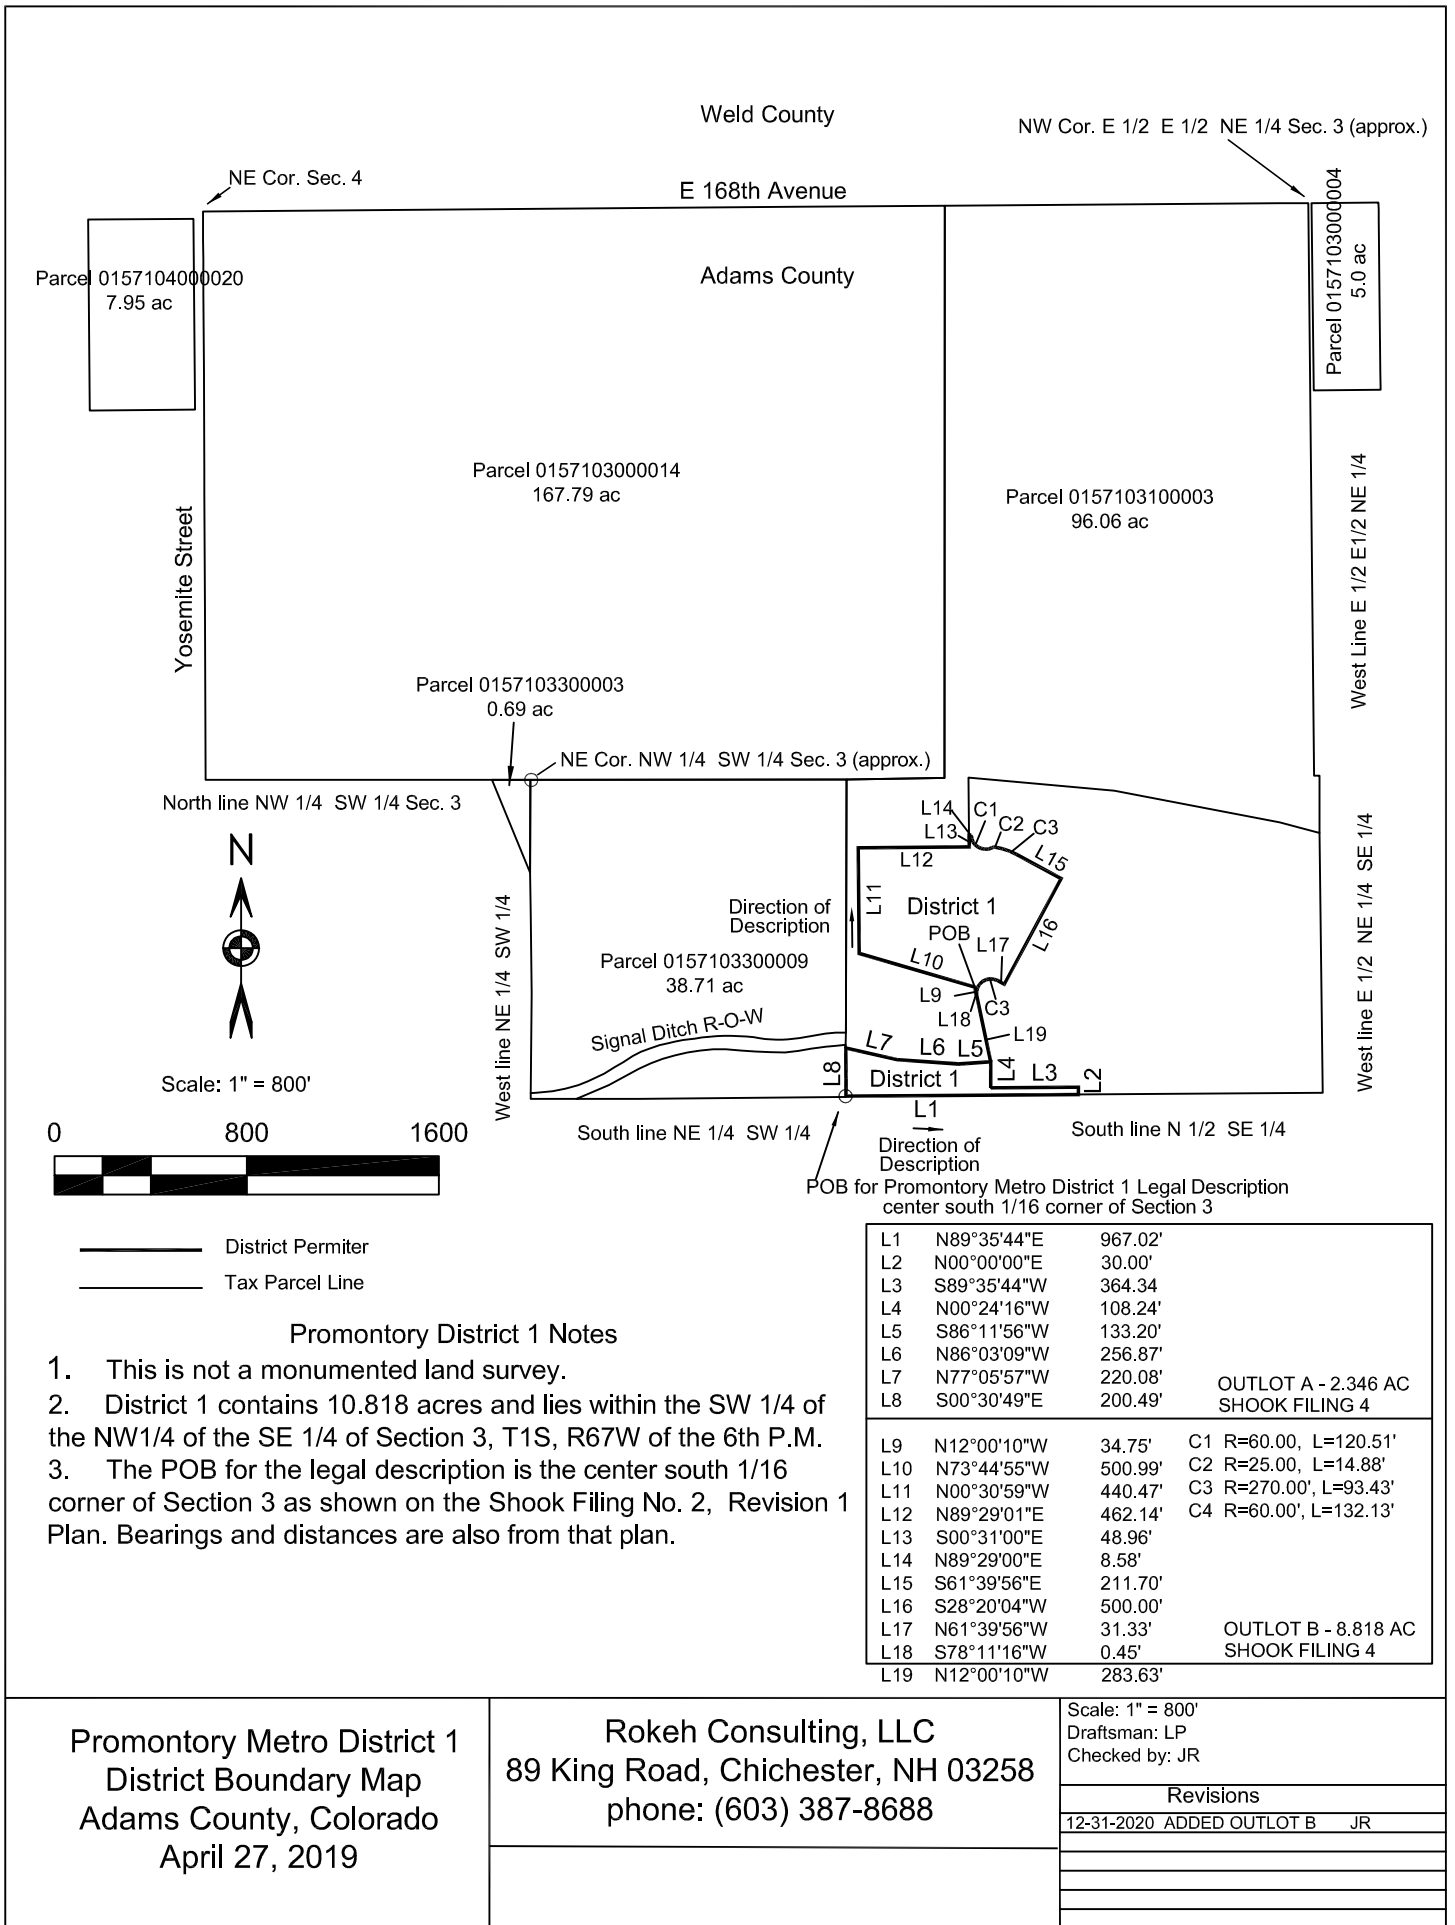 Weld County
NW Cor. E 1/2 E 1/2 NE 1/4 Sec. 3 (approx.)
NE Cor. Sec. 4
E 168th Avenue
Parcel 0157104000020
7.95 ac
Adams County
Parcel 0157103000004
5.0 ac
Parcel 0157103000014
167.79 ac
Parcel 0157103100003
96.06 ac
Yosemite Street
West Line E 1/2 E1/2 NE 1/4
Parcel 0157103300003
0.69 ac
NE Cor. NW 1/4 SW 1/4 Sec. 3 (approx.)
North line NW 1/4 SW 1/4 Sec. 3
L14
C1
L13
C2
C3
L12
L15
N
L11
Direction of
Description
District 1
POB
L17
L16
West line NE 1/4 SW 1/4
West line E 1/2 NE 1/4 SE 1/4
Parcel 0157103300009
38.71 ac
L10
L9
C3
L18
L19
Signal Ditch R-O-W
L7
L6
L5
L4
L3
L2
L8
District 1
Scale: 1" = 800'
L1
0 800 1600
South line NE 1/4 SW 1/4
Direction of
Description
South line N 1/2 SE 1/4
POB for Promontory Metro District 1 Legal Description
center south 1/16 corner of Section 3
District Permiter
Tax Parcel Line
L1 N89°35'44"E 967.02'
L2 N00°00'00"E 30.00'
L3 S89°35'44"W 364.34
L4 N00°24'16"W 108.24'
L5 S86°11'56"W 133.20'
L6 N86°03'09"W 256.87'
L7 N77°05'57"W 220.08'
L8 S00°30'49"E 200.49'
OUTLOT A - 2.346 AC
SHOOK FILING 4
L9 N12°00'10"W 34.75' C1 R=60.00, L=120.51'
L10 N73°44'55"W 500.99' C2 R=25.00, L=14.88'
L11 N00°30'59"W 440.47' C3 R=270.00', L=93.43'
L12 N89°29'01"E 462.14' C4 R=60.00', L=132.13'
L13 S00°31'00"E 48.96'
L14 N89°29'00"E 8.58'
L15 S61°39'56"E 211.70'
L16 S28°20'04"W 500.00'
L17 N61°39'56"W 31.33' OUTLOT B - 8.818 AC
L18 S78°11'16"W 0.45' SHOOK FILING 4
L19 N12°00'10"W 283.63'
Promontory District 1 Notes
1. This is not a monumented land survey.
2. District 1 contains 10.818 acres and lies within the SW 1/4 of
the NW1/4 of the SE 1/4 of Section 3, T1S, R67W of the 6th P.M.
3. The POB for the legal description is the center south 1/16
corner of Section 3 as shown on the Shook Filing No. 2, Revision 1
Plan. Bearings and distances are also from that plan.
Promontory Metro District 1
District Boundary Map
Adams County, Colorado
April 27, 2019
Rokeh Consulting, LLC
89 King Road, Chichester, NH 03258
phone: (603) 387-8688
Scale: 1" = 800'
Draftsman: LP
Checked by: JR
Revisions
12-31-2020 ADDED OUTLOT B JR